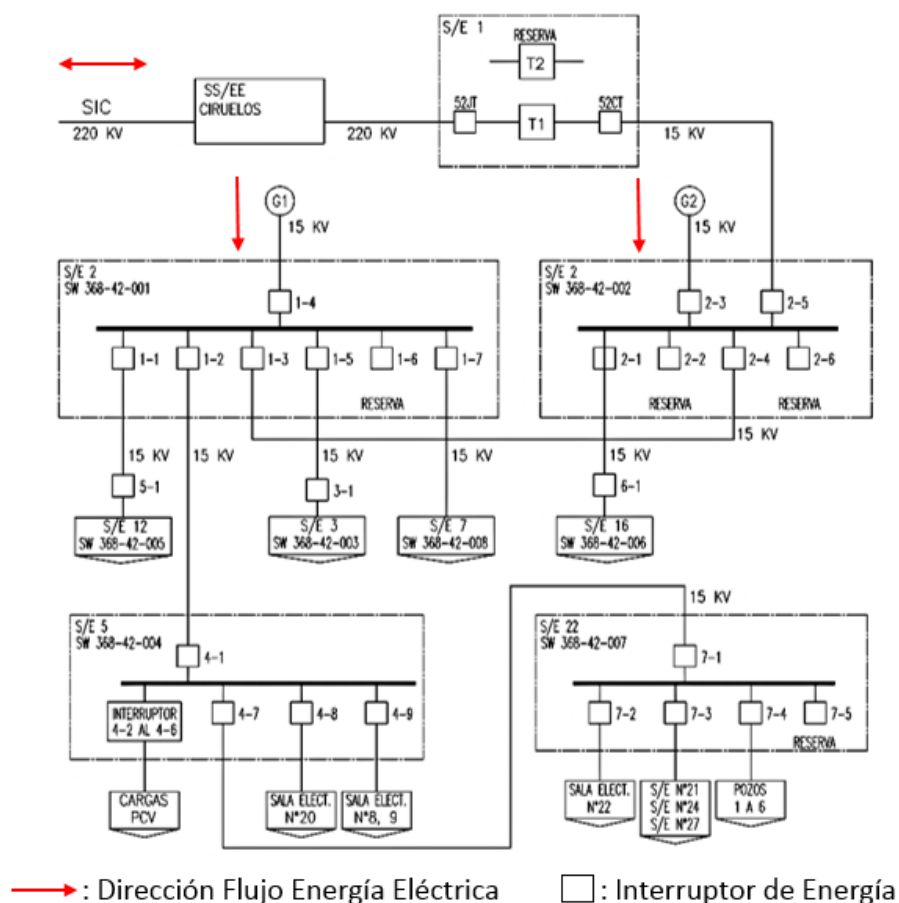 S/E 1
RESERVA
T2
SS/EE
CIRUELOS
SIC
220 KV
220 KV
52JT
T1
52CT
15 KV
G1
15 KV
G2
15 KV
S/E 2
SW 368-42-001
1-4
1-1
1-2
1-3
1-5
1-6
1-7
RESERVA
S/E 2
SW 368-42-002
2-3
2-5
2-1
2-2
2-4
2-6
RESERVA
RESERVA
15 KV
15 KV
15 KV
15 KV
15 KV
15 KV
5-1
3-1
6-1
S/E 12
SW 368-42-005
S/E 3
SW 368-42-003
S/E 7
SW 368-42-008
S/E 16
SW 368-42-006
15 KV
S/E 5
SW 368-42-004
4-1
INTERRUPTOR
4-2 AL 4-6
4-7
4-8
4-9
CARGAS
PCV
SALA ELECT.
N°20
SALA ELECT.
N°8, 9
S/E 22
SW 368-42-007
7-1
7-2
7-3
7-4
7-5
RESERVA
SALA ELECT.
N°22
S/E N°21
S/E N°24
S/E N°27
POZOS
1 A 6
: Dirección Flujo Energía Eléctrica
: Interruptor de Energía